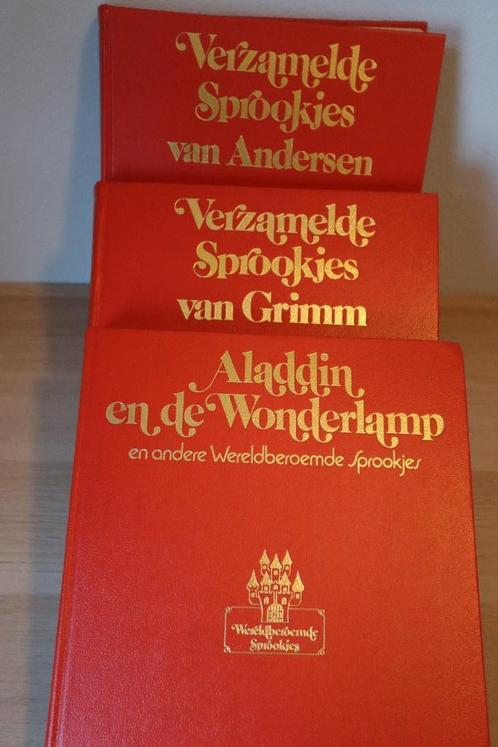 Verzamelde
Sprookjes
van Andersen
Verzamelde
Sprookjes
van Grimm
Aladdin
en de Wonderlamp
en andere Wereldberoemde Sprookjes
Wereldberoemde
Sprookjes